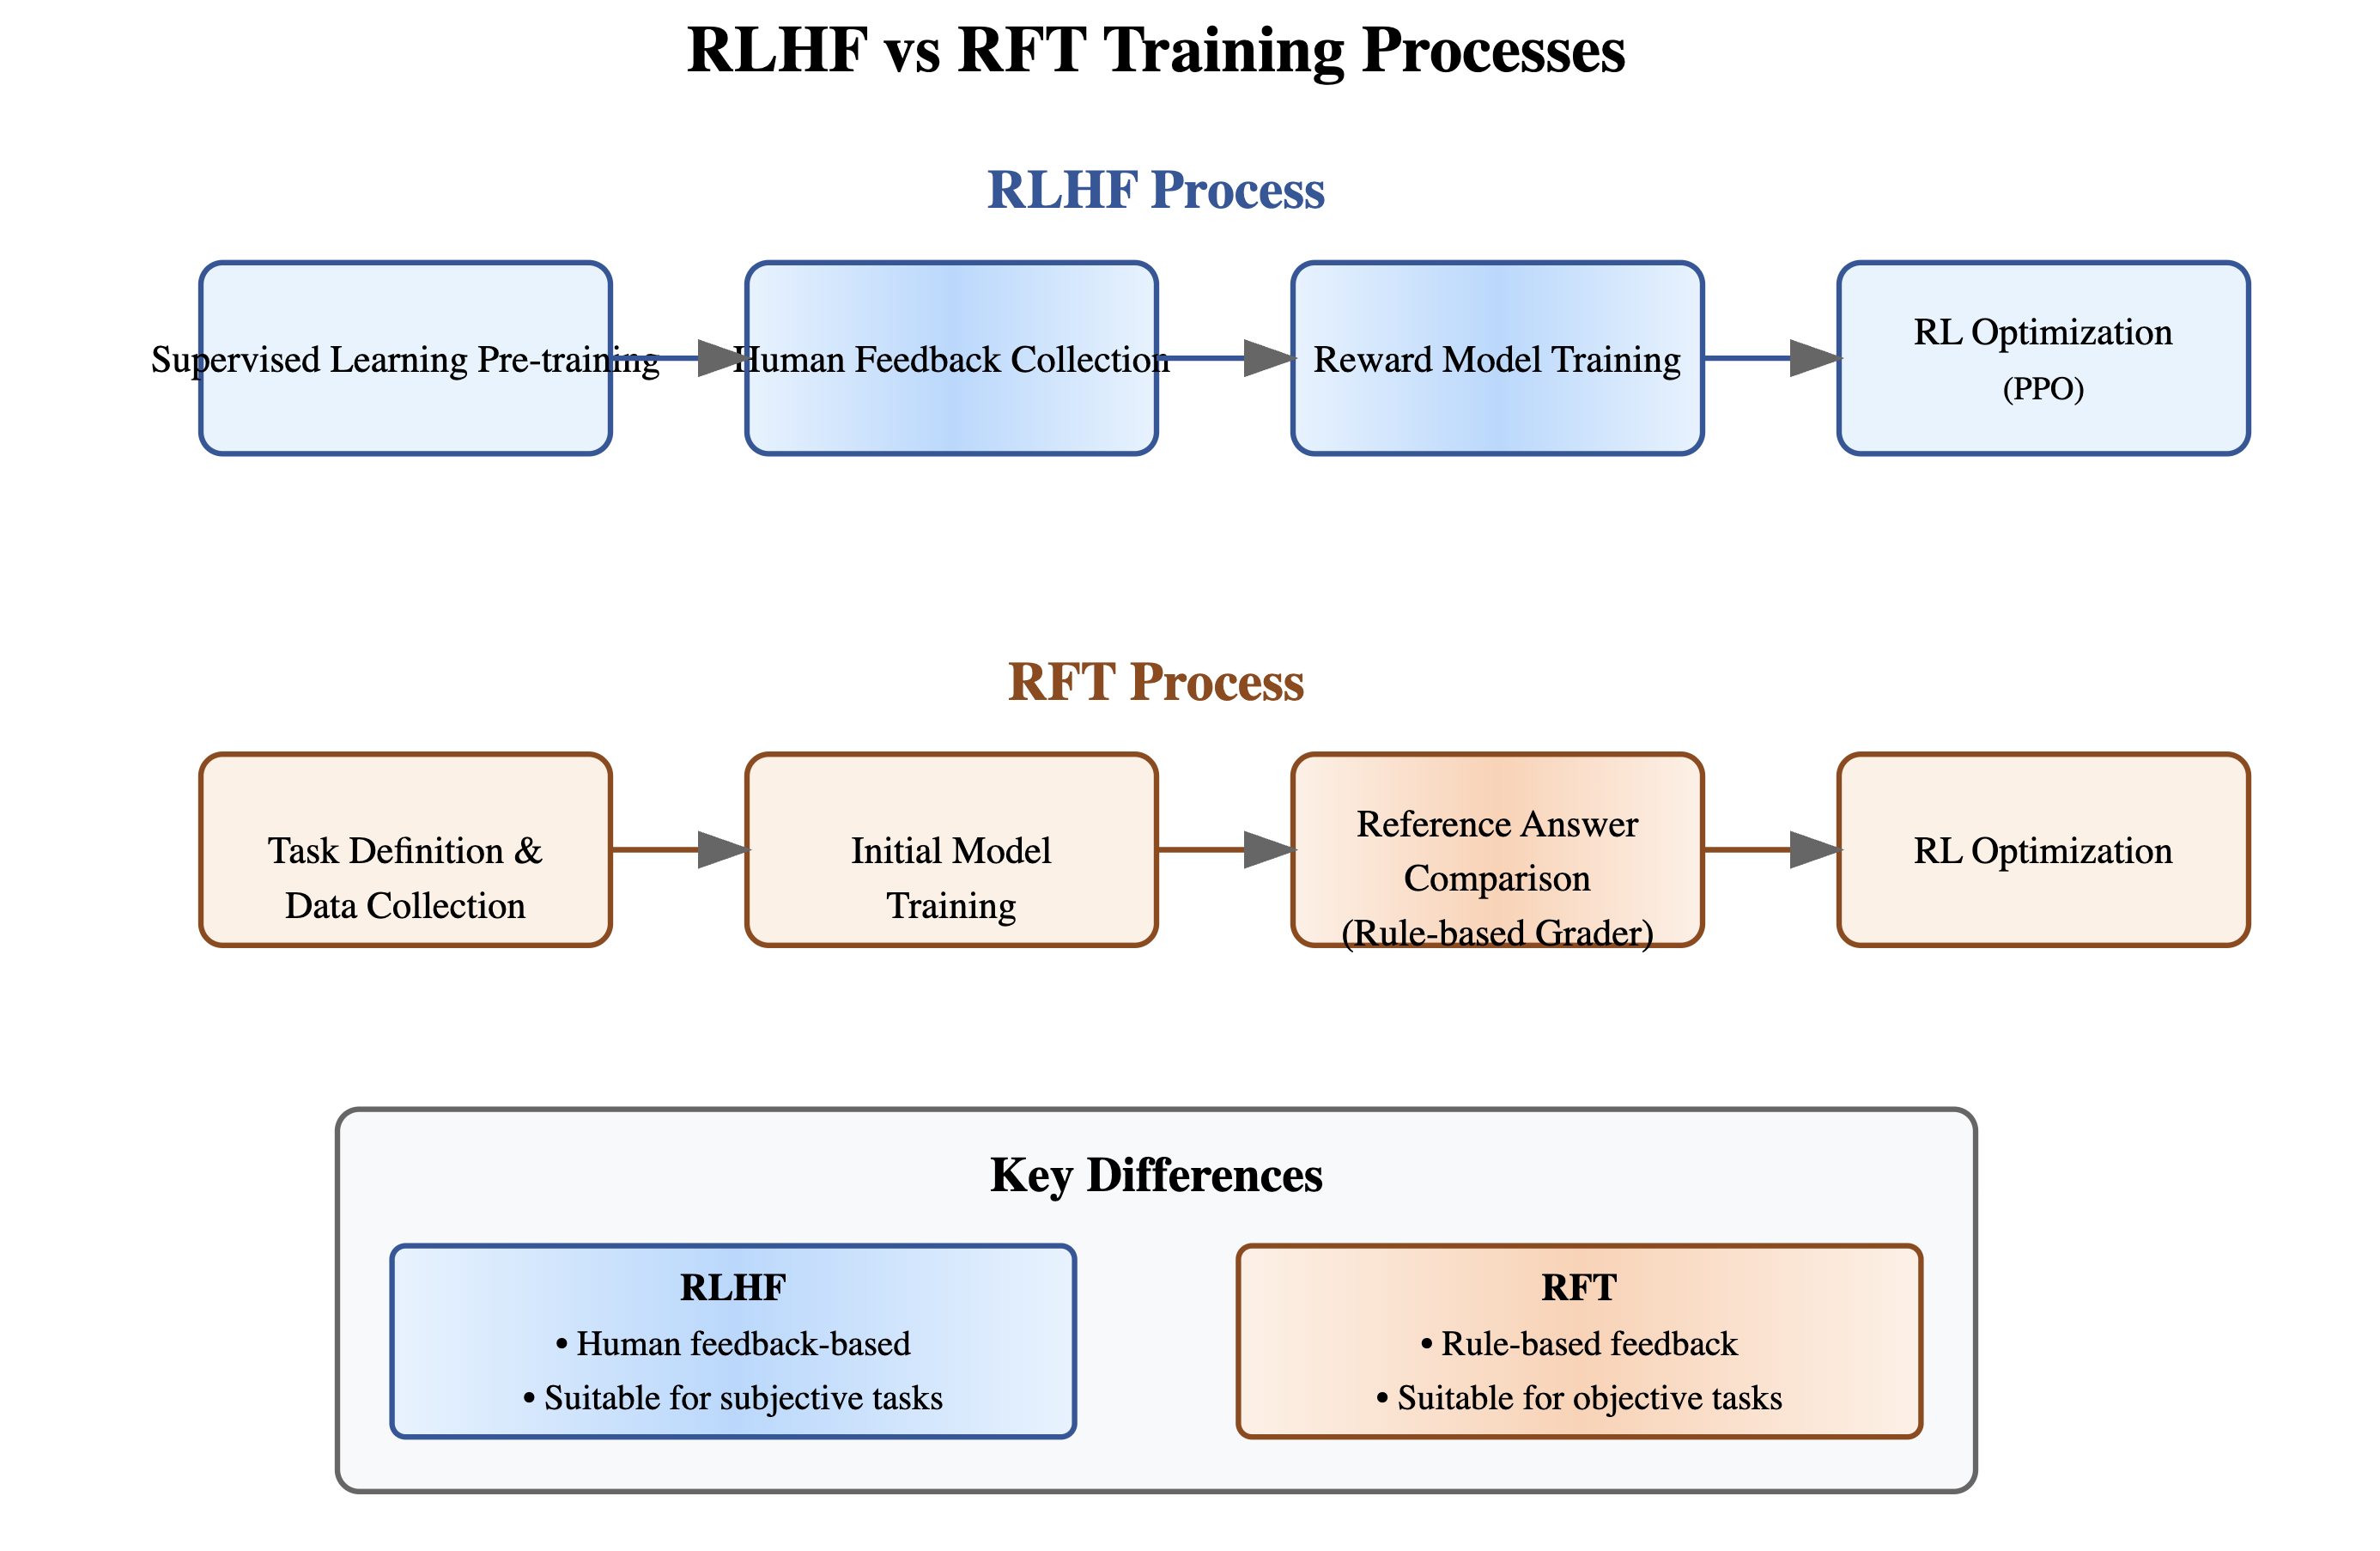 RLHF vs RFT Training Processes
RLHF Process
Supervised Learning Pre-training
Human Feedback Collection
Reward Model Training
RL Optimization
(PPO)
RFT Process
Task Definition &
Data Collection
Initial Model
Training
Reference Answer
Comparison
(Rule-based Grader)
RL Optimization
Key Differences
RLHF
• Human feedback-based
• Suitable for subjective tasks
RFT
• Rule-based feedback
• Suitable for objective tasks